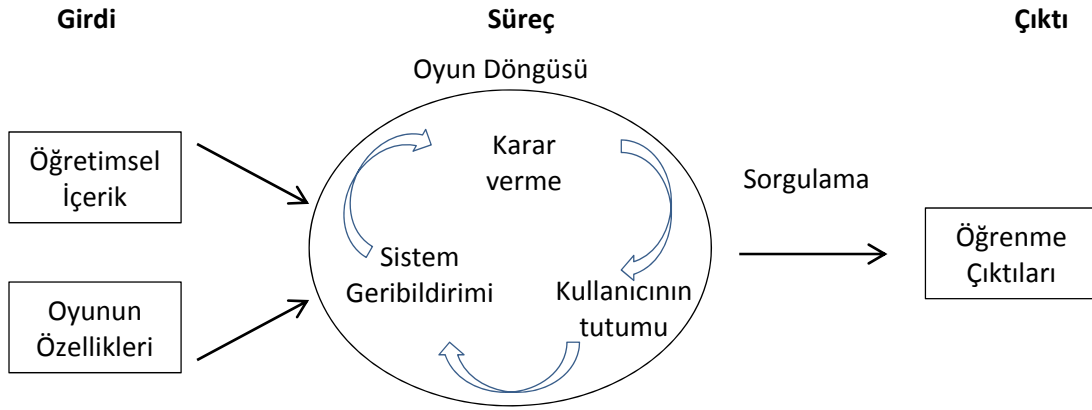 Girdi
Süreç
Çıktı
Oyun Döngüsü
Öğretimsel
İçerik
Karar
verme
Sorgulama
Sistem
Geribildirimi
Kullanıcının
tutumu
Oyunun
Özellikleri
Öğrenme
Çıktıları